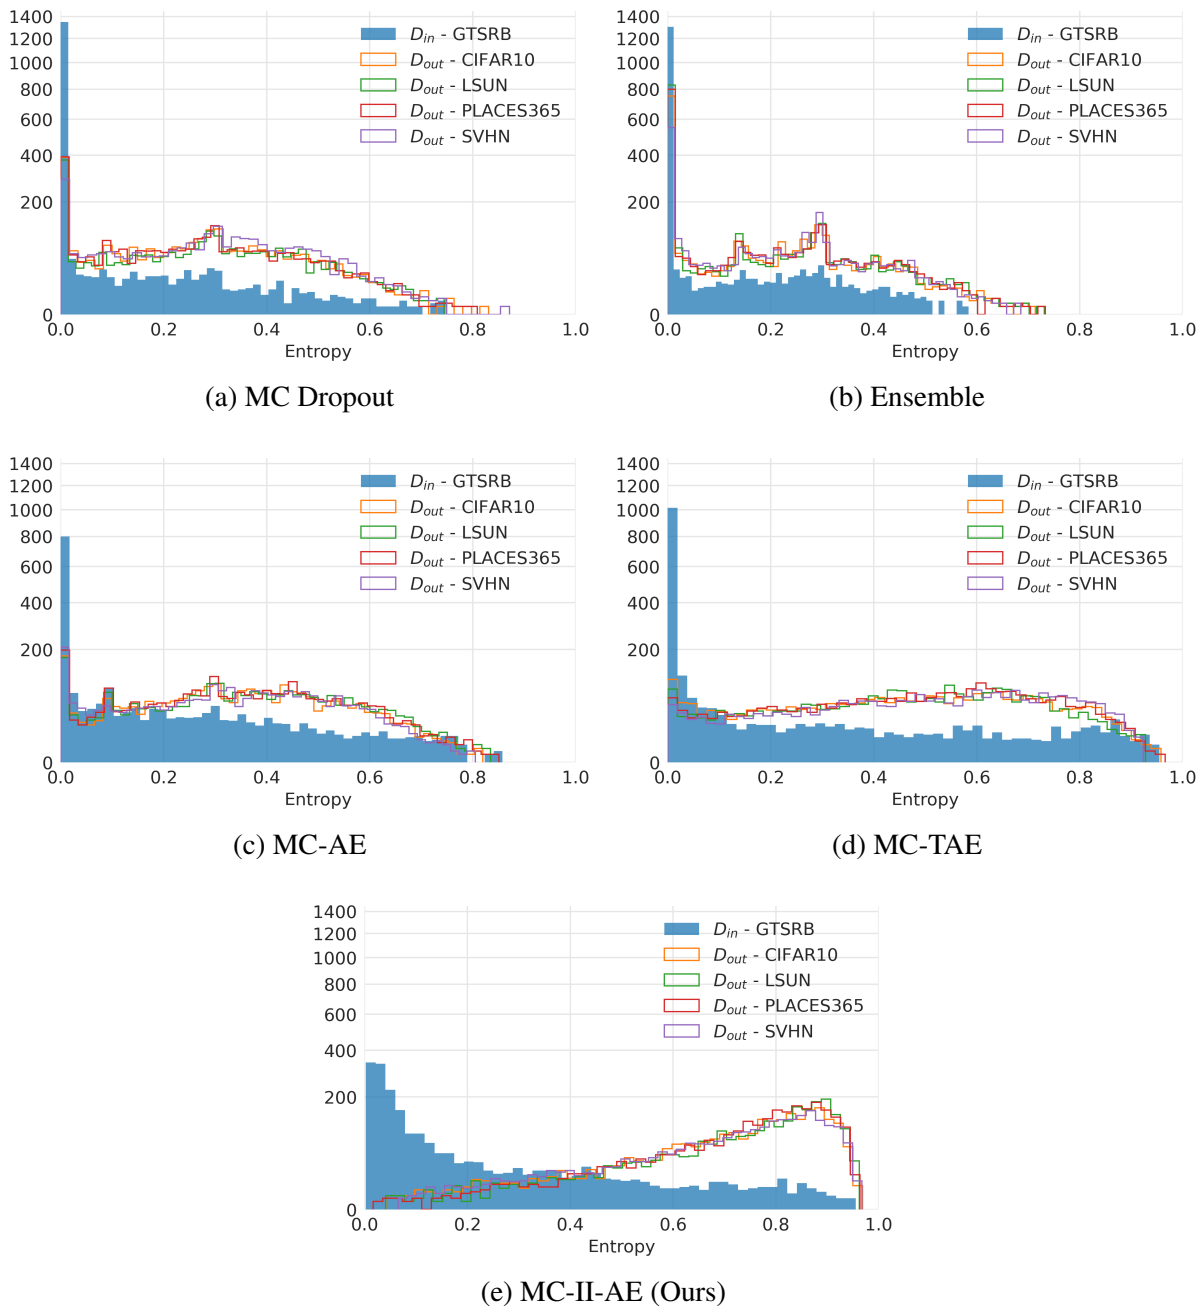 1400
1200
1000
800
600
400
200
0
D_in - GTSRB
D_out - CIFAR10
D_out - LSUN
D_out - PLACES365
D_out - SVHN
0.0 0.2 0.4 0.6 0.8 1.0
Entropy
(a) MC Dropout
1400
1200
1000
800
600
400
200
0
D_in - GTSRB
D_out - CIFAR10
D_out - LSUN
D_out - PLACES365
D_out - SVHN
0.0 0.2 0.4 0.6 0.8 1.0
Entropy
(b) Ensemble
1400
1200
1000
800
600
400
200
0
D_in - GTSRB
D_out - CIFAR10
D_out - LSUN
D_out - PLACES365
D_out - SVHN
0.0 0.2 0.4 0.6 0.8 1.0
Entropy
(c) MC-AE
1400
1200
1000
800
600
400
200
0
D_in - GTSRB
D_out - CIFAR10
D_out - LSUN
D_out - PLACES365
D_out - SVHN
0.0 0.2 0.4 0.6 0.8 1.0
Entropy
(d) MC-TAE
1400
1200
1000
800
600
400
200
0
D_in - GTSRB
D_out - CIFAR10
D_out - LSUN
D_out - PLACES365
D_out - SVHN
0.0 0.2 0.4 0.6 0.8 1.0
Entropy
(e) MC-II-AE (Ours)